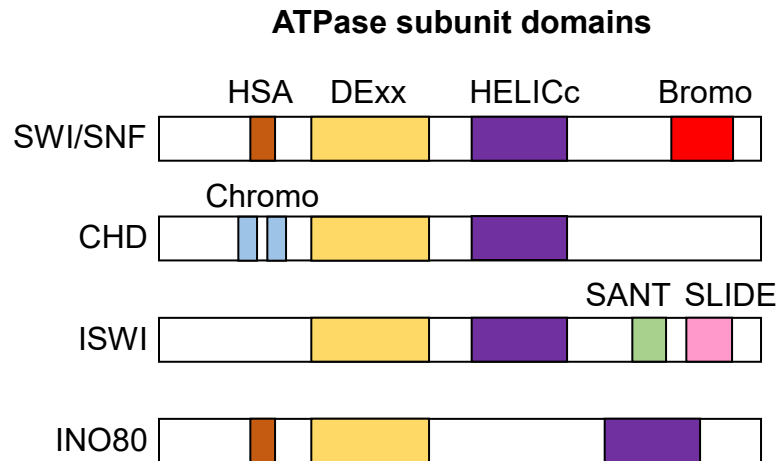 ATPase subunit domains
HSA DExx HELICc Bromo
SWI/SNF
Chromo
CHD
SANT SLIDE
ISWI
INO80